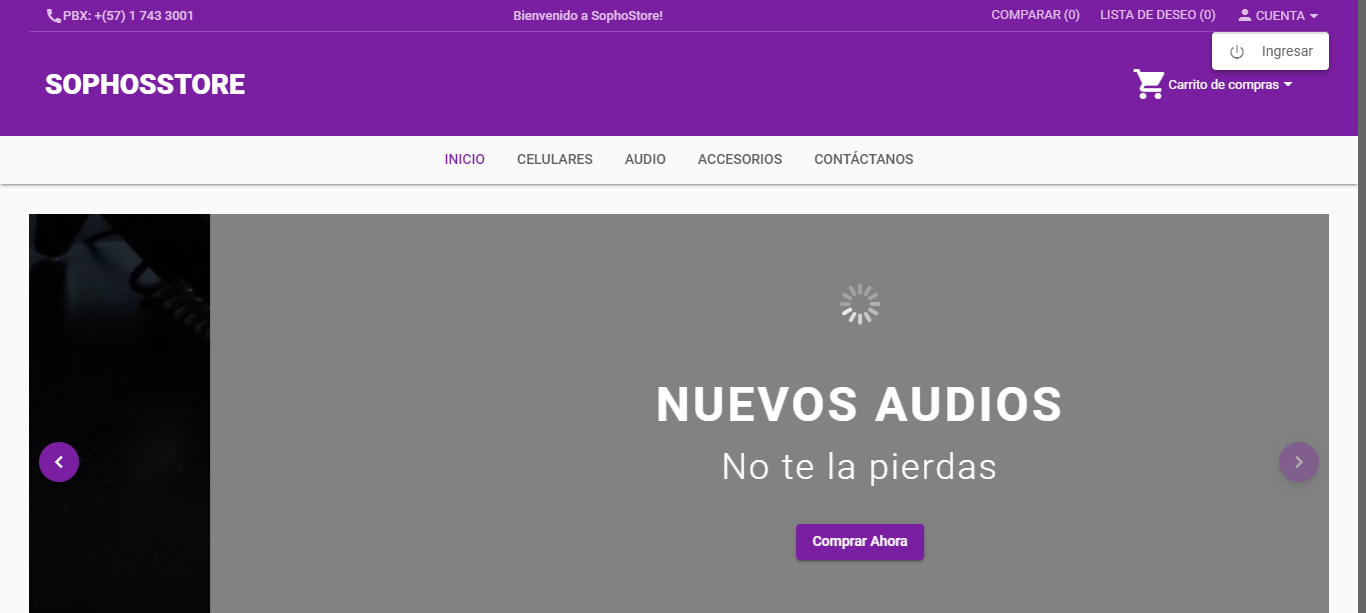 PBX: +(57) 1 743 3001
Bienvenido a SophoStore!
COMPARAR (0)
LISTA DE DESEO (0)
CUENTA
Ingresar
SOPHOSSTORE
Carrito de compras
INICIO
CELULARES
AUDIO
ACCESORIOS
CONTÁCTANOS
NUEVOS AUDIOS
No te la pierdas
Comprar Ahora